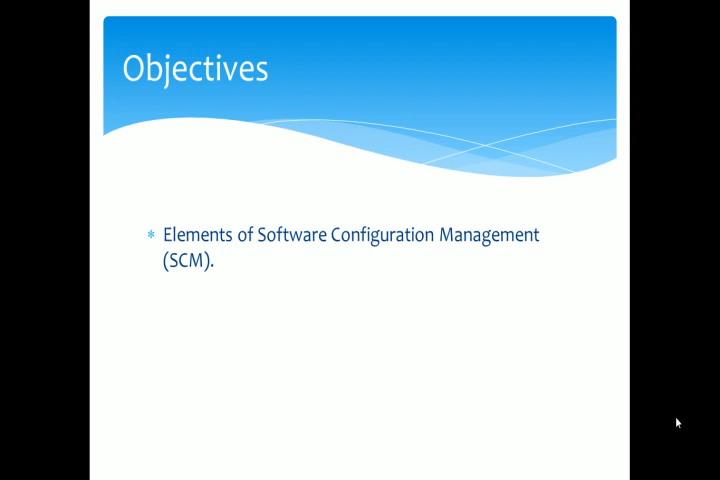 Objectives
* Elements of Software Configuration Management
(SCM).